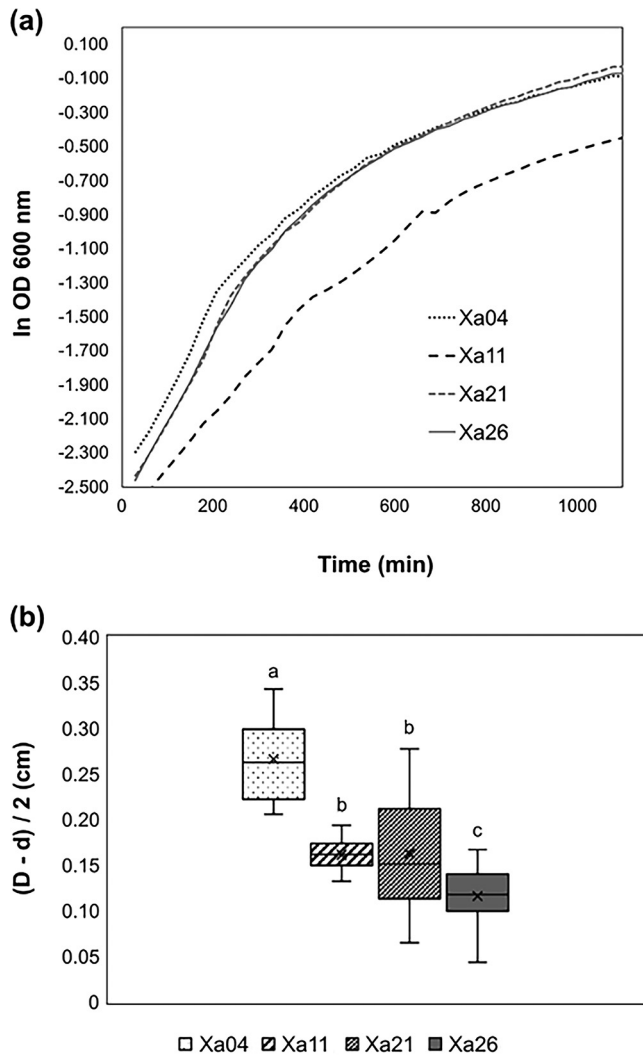 (a)
0.100
-0.100
-0.300
-0.500
-0.700
-0.900
-1.100
-1.300
-1.500
-1.700
-1.900
-2.100
-2.300
-2.500
ln OD 600 nm
Xa04
Xa11
Xa21
Xa26
0 200 400 600 800 1000
Time (min)
(b)
0.40
0.35
0.30
0.25
0.20
0.15
0.10
0.05
0
(D - d) / 2 (cm)
a
b
b
c
Xa04 Xa11 Xa21 Xa26